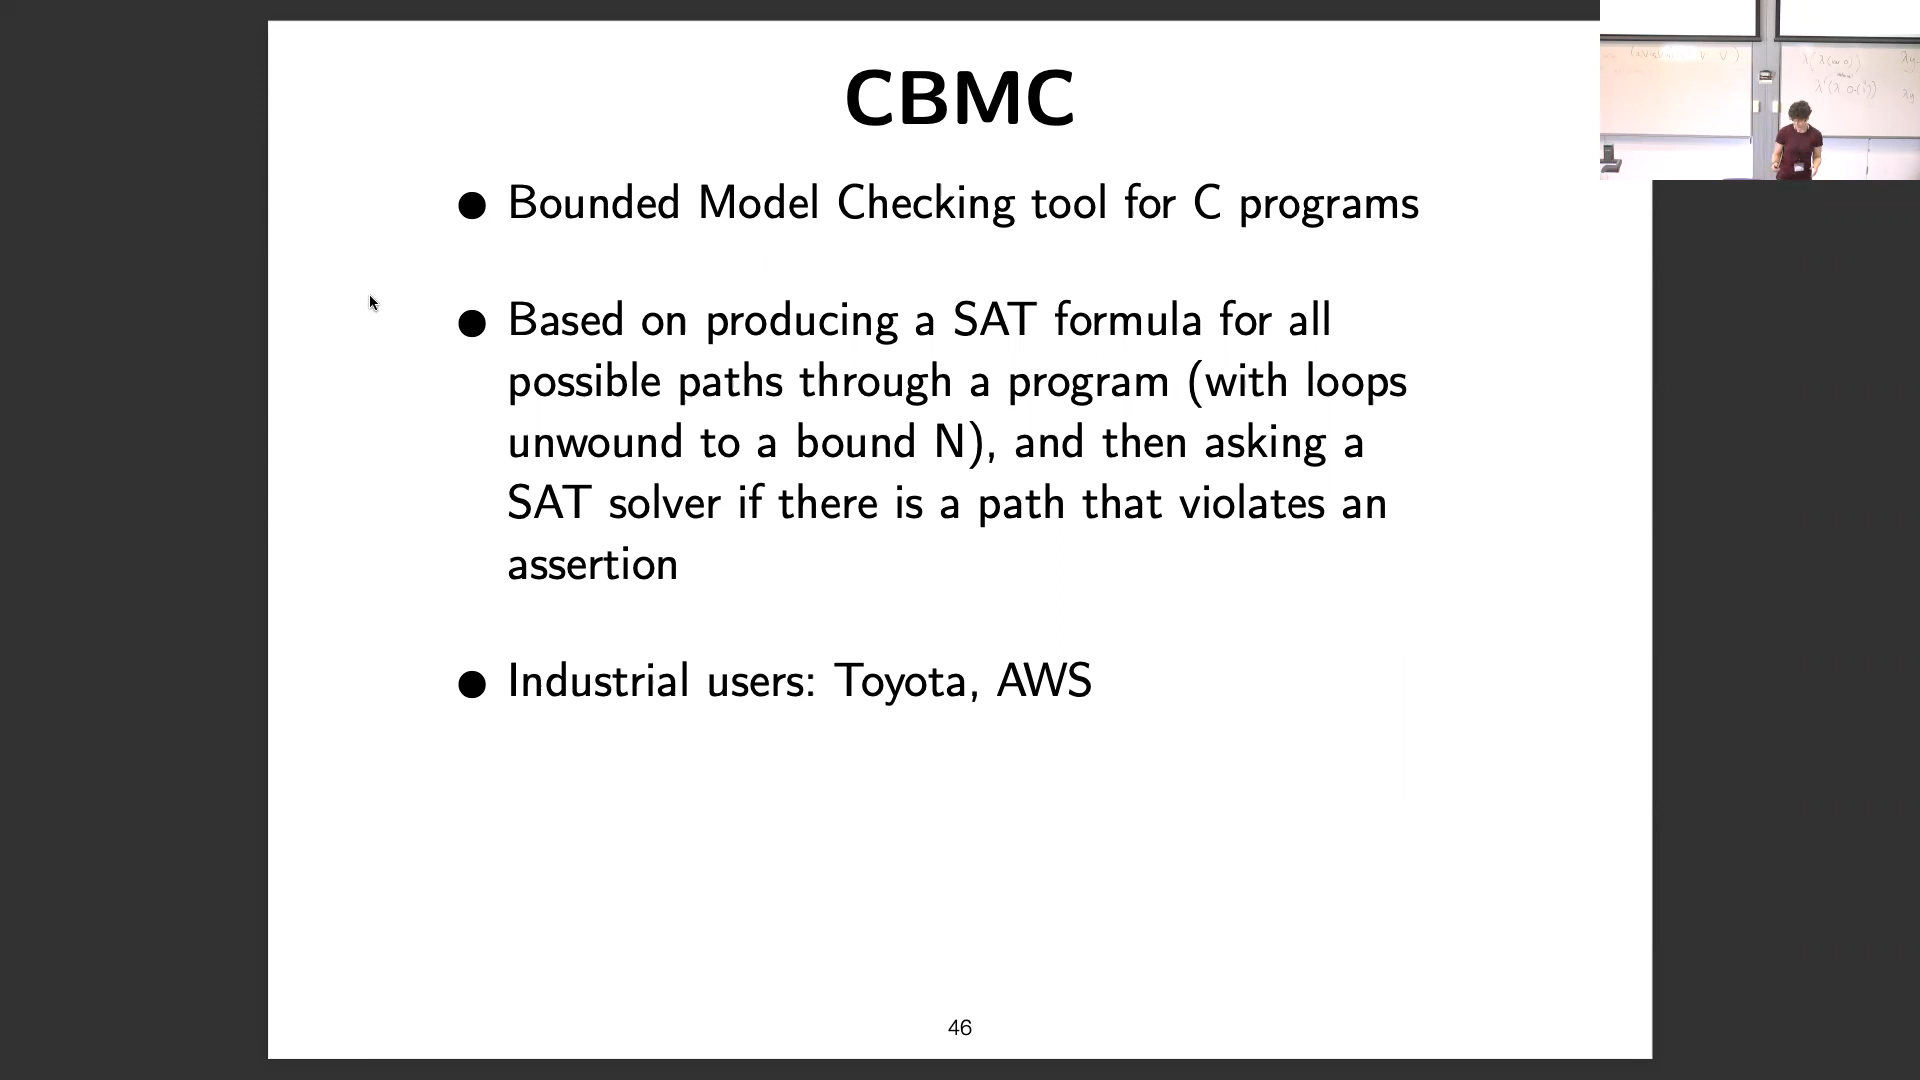 CBMC
● Bounded Model Checking tool for C programs
● Based on producing a SAT formula for all
possible paths through a program (with loops
unwound to a bound N), and then asking a
SAT solver if there is a path that violates an
assertion
● Industrial users: Toyota, AWS
46